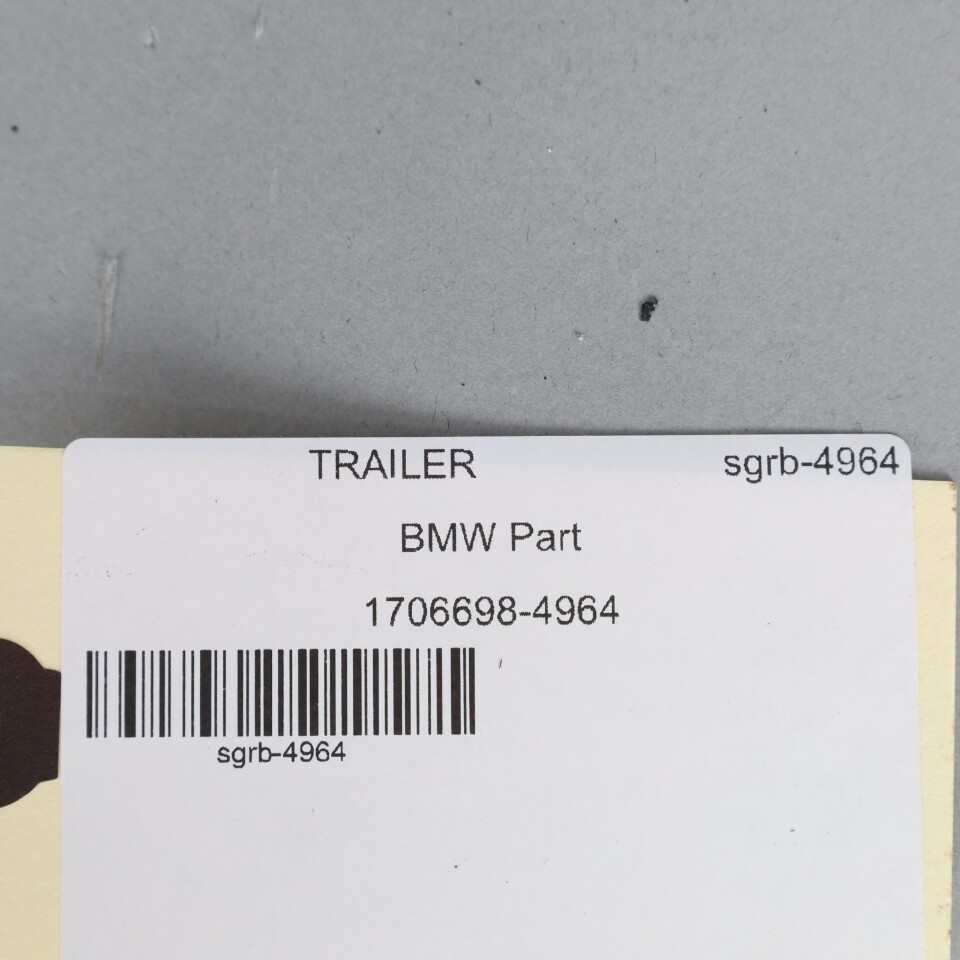 TRAILER sgrb-4964
BMW Part
1706698-4964
sgrb-4964